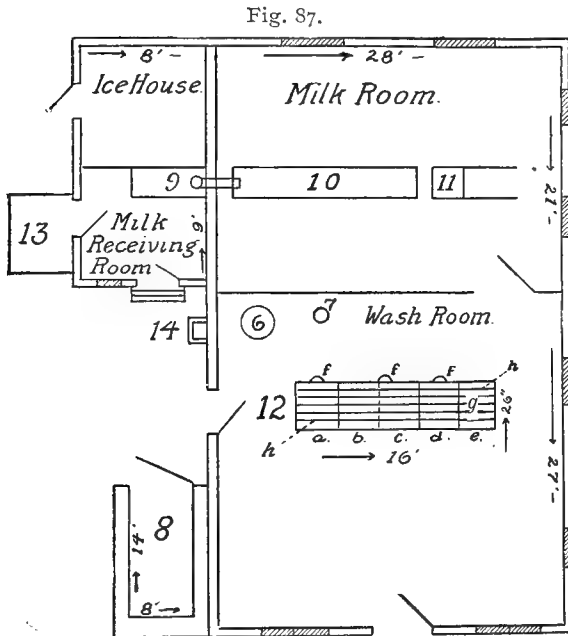 Fig. 87.
8'- 28'-
Ice House. Milk Room.
9 10 11
21'-
13 Milk
Receiving
Room
9'
14 6 7 Wash Room.
f f f h
12 g 26"
h a. b. c. d. e.
16'
27'-
8
14'
8'-